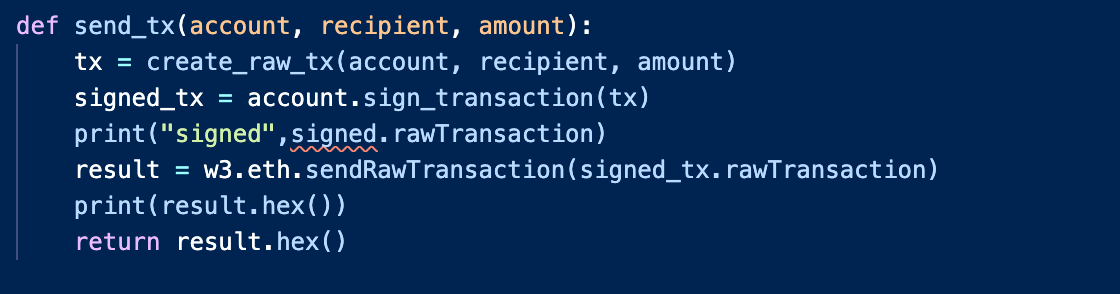 def send_tx(account, recipient, amount):
    tx = create_raw_tx(account, recipient, amount)
    signed_tx = account.sign_transaction(tx)
    print("signed",signed.rawTransaction)
    result = w3.eth.sendRawTransaction(signed_tx.rawTransaction)
    print(result.hex())
    return result.hex()